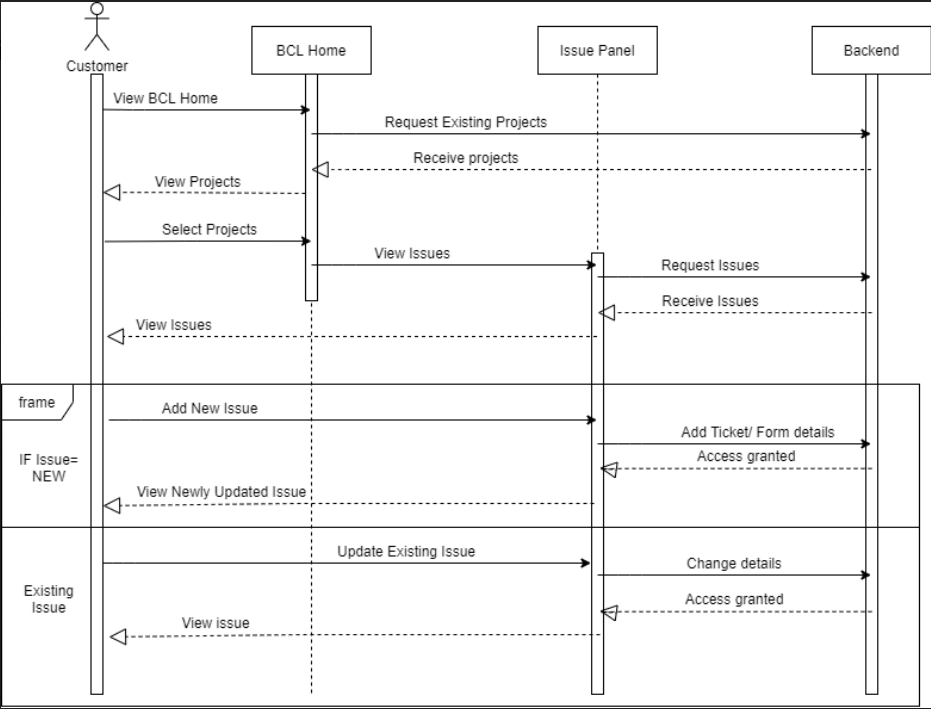 Customer
BCL Home
Issue Panel
Backend
View BCL Home
Request Existing Projects
Receive projects
View Projects
Select Projects
View Issues
Request Issues
Receive Issues
View Issues
frame
Add New Issue
IF Issue=
NEW
Add Ticket/ Form details
Access granted
View Newly Updated Issue
Update Existing Issue
Change details
Existing
Issue
Access granted
View issue